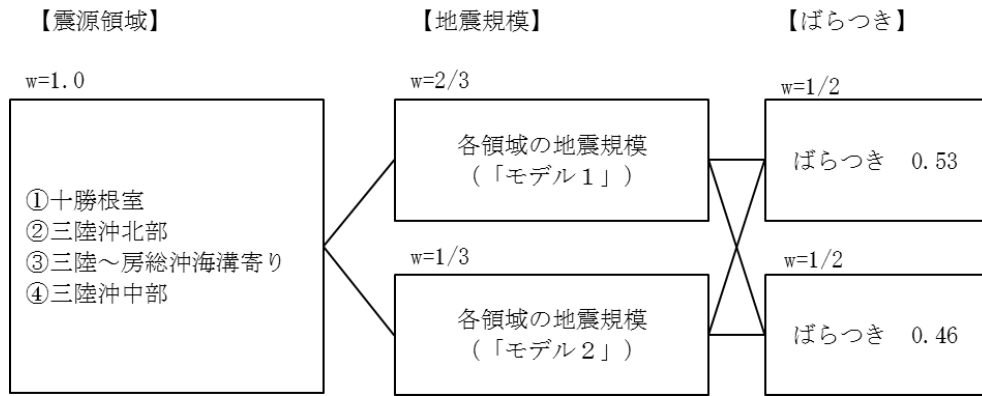 【震源領域】
【地震規模】
【ばらつき】
w=1.0
w=2/3
w=1/2
各領域の地震規模
(「モデル1」)
ばらつき　0.53
①十勝根室
②三陸沖北部
③三陸～房総沖海溝寄り
④三陸沖中部
w=1/3
w=1/2
各領域の地震規模
(「モデル2」)
ばらつき　0.46